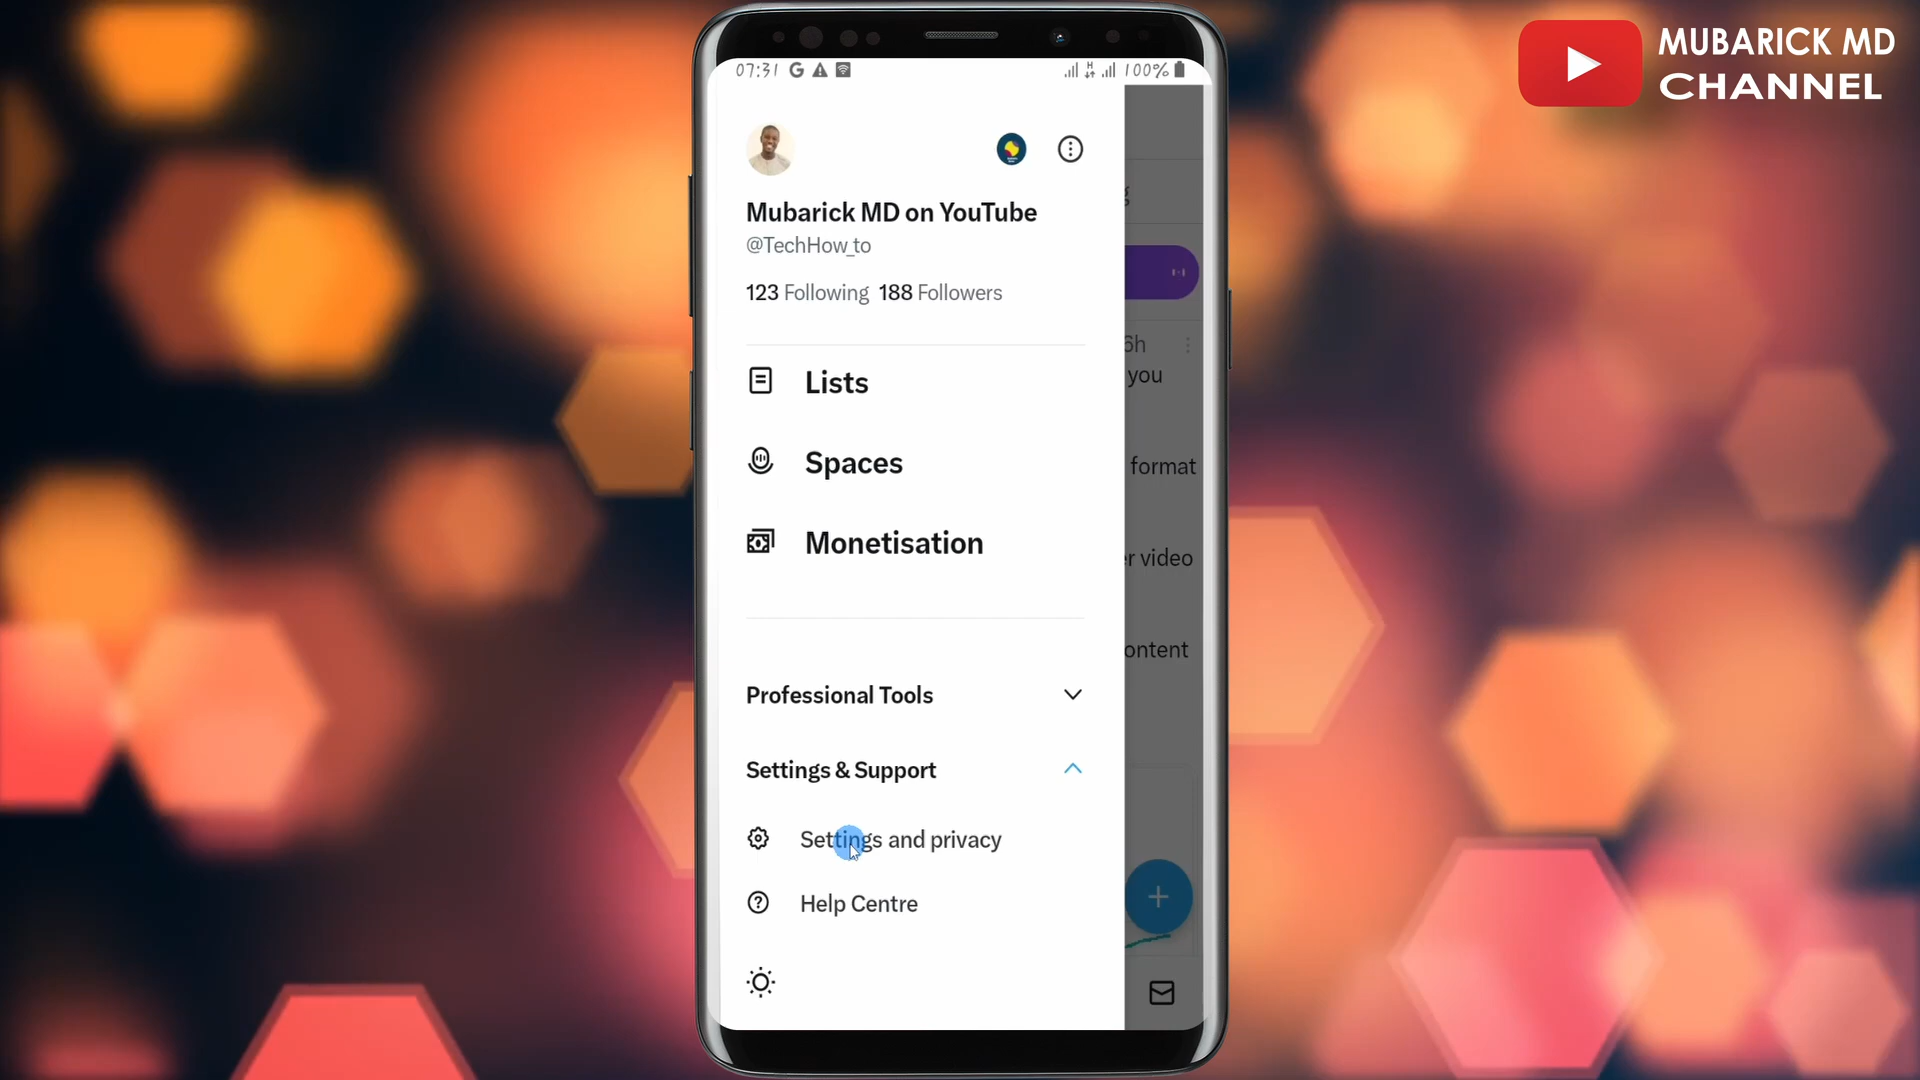 MUBARICK MD
CHANNEL
07:31
100%
Mubarick MD on YouTube
@TechHow_to
123 Following 188 Followers
Lists
Spaces
Monetisation
Professional Tools
Settings & Support
Settings and privacy
Help Centre
6h
you
format
video